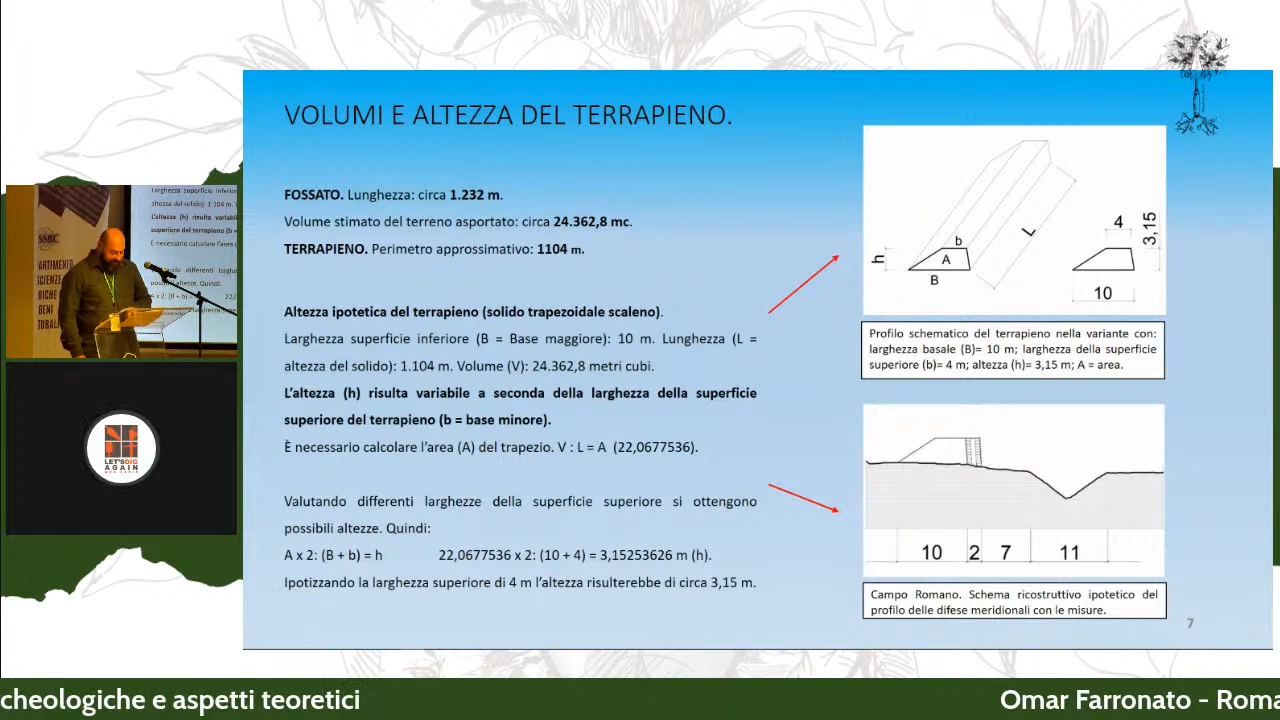 VOLUMI E ALTEZZA DEL TERRAPIENO.
FOSSATO. Lunghezza: circa 1.232 m.
Volume stimato del terreno asportato: circa 24.362,8 mc.
TERRAPIENO. Perimetro approssimativo: 1104 m.
Altezza ipotetica del terrapieno (solido trapezoidale scaleno).
Larghezza superficie inferiore (B = Base maggiore): 10 m. Lunghezza (L =
altezza del solido): 1.104 m. Volume (V): 24.362,8 metri cubi.
L’altezza (h) risulta variabile a seconda della larghezza della superficie
superiore del terrapieno (b = base minore).
È necessario calcolare l’area (A) del trapezio. V : L = A (22,0677536).
Valutando differenti larghezze della superficie superiore si ottengono
possibili altezze. Quindi:
A x 2: (B + b) = h 22,0677536 x 2: (10 + 4) = 3,15253626 m (h).
Ipotizzando la larghezza superiore di 4 m l’altezza risulterebbe di circa 3,15 m.
h
b
A
B
L
4
3,15
10
Profilo schematico del terrapieno nella variante con:
larghezza basale (B)= 10 m; larghezza della superficie
superiore (b)= 4 m; altezza (h)= 3,15 m; A = area.
10 2 7 11
Campo Romano. Schema ricostruttivo ipotetico del
profilo delle difese meridionali con le misure.
7
LET'S DIG
AGAIN
cheologiche e aspetti teoretici
Omar Farronato - Roma